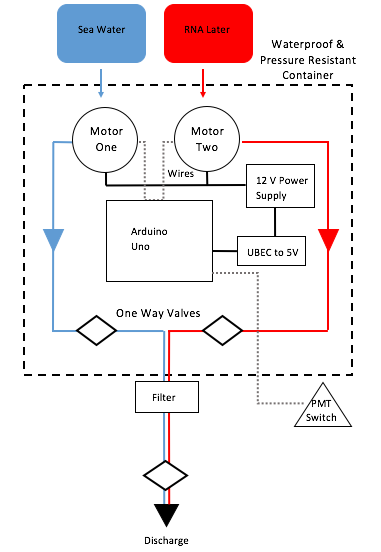 Sea Water
RNA Later
Waterproof &
Pressure Resistant
Container
Motor
One
Motor
Two
Wires
12 V Power
Supply
Arduino
Uno
UBEC to 5V
One Way Valves
Filter
PMT
Switch
Discharge